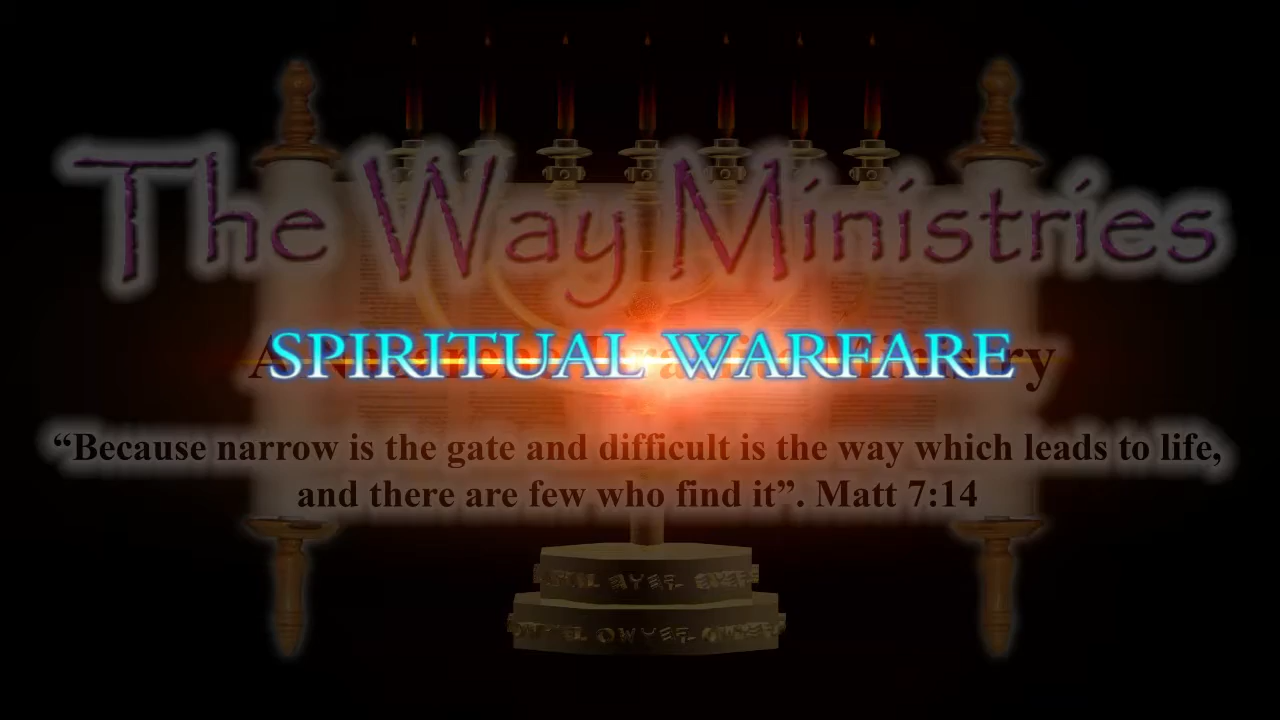 The Way Ministries
SPIRITUAL WARFARE
“Because narrow is the gate and difficult is the way which leads to life,
and there are few who find it”. Matt 7:14